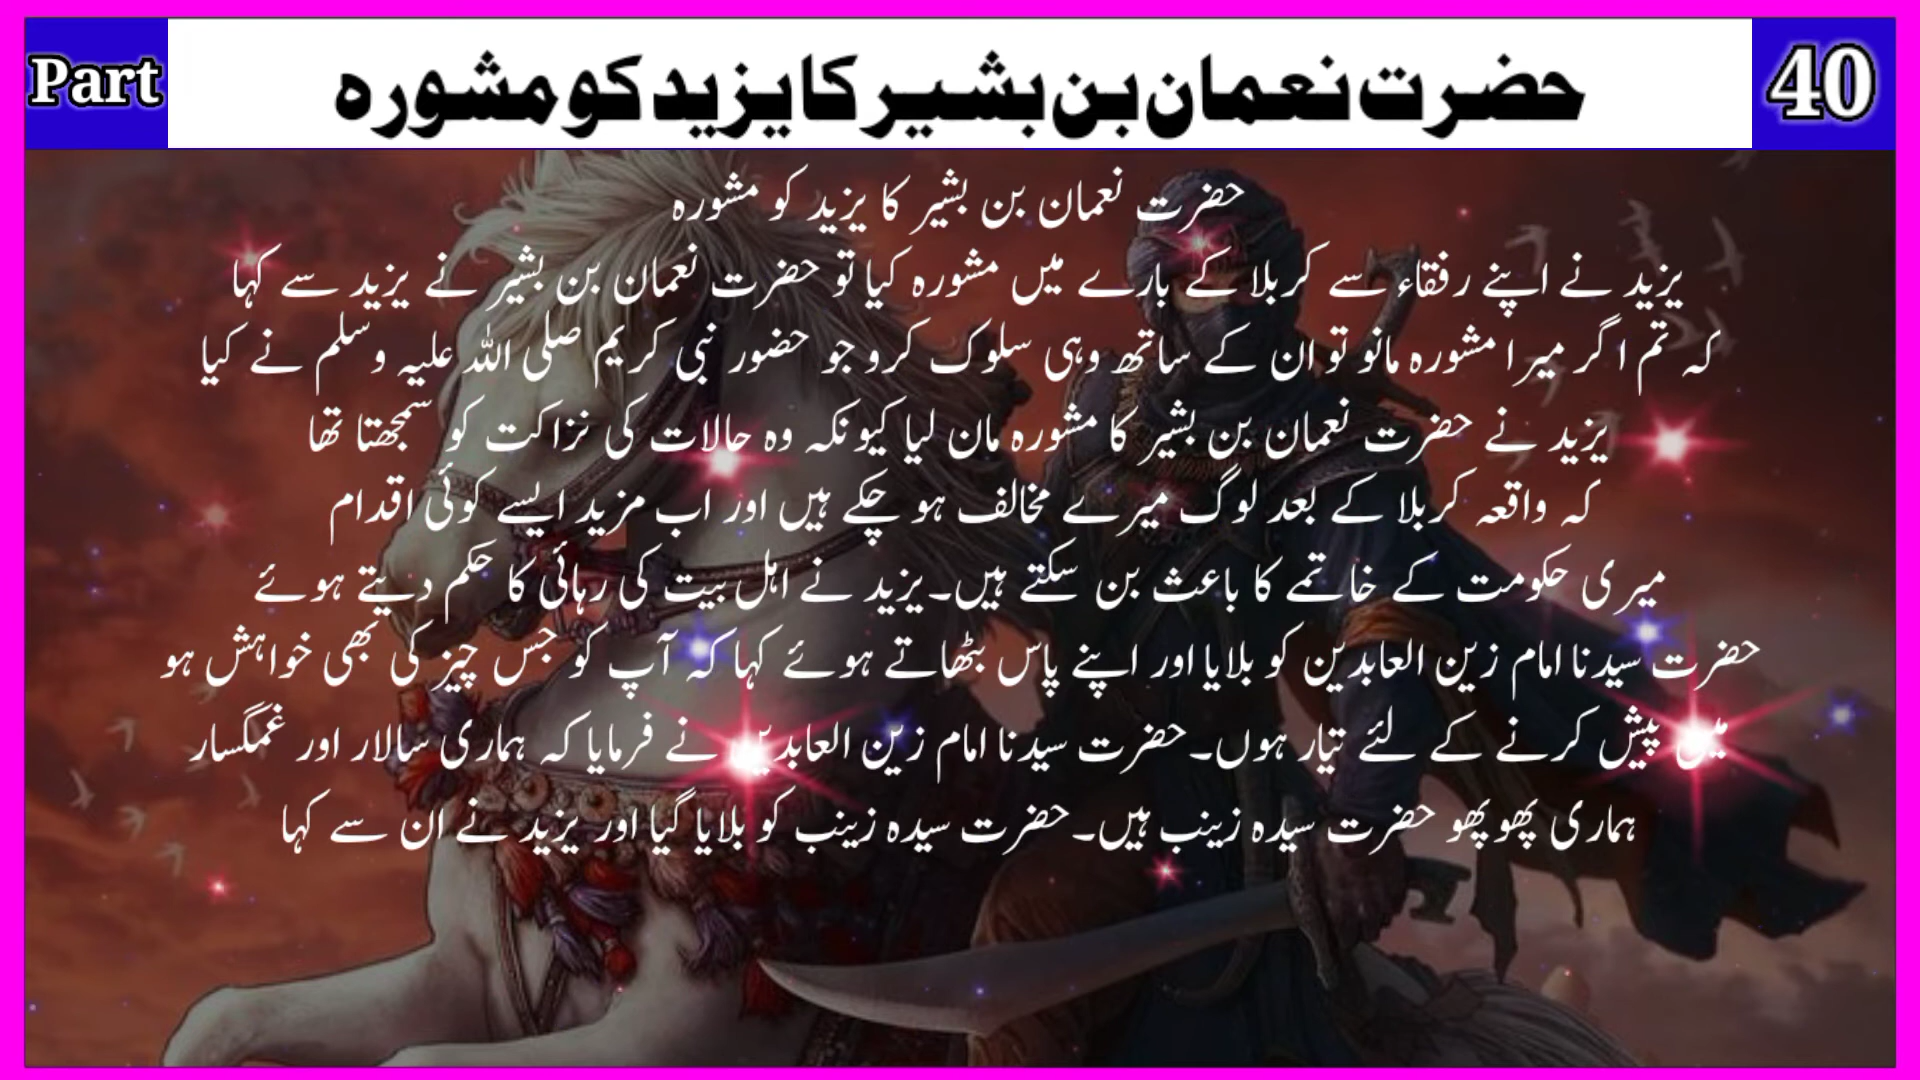 Part
حضرت نعمان بن بشیر کا یزید کو مشورہ
40
حضرت نعمان بن بشیر کا یزید کو مشورہ
یزید نے اپنے رفقاء سے کربلا کے بارے میں مشورہ کیا تو حضرت نعمان بن بشیر نے یزید سے کہا
کہ تم اگر میرا مشورہ مانو تو ان کے ساتھ وہی سلوک کرو جو حضور نبی کریم صلی اللہ علیہ وسلم نے کیا
یزید نے حضرت نعمان بن بشیر کا مشورہ مان لیا کیونکہ وہ حالات کی نزاکت کو سمجھتا تھا
کہ واقعہ کربلا کے بعد لوگ میرے مخالف ہو چکے ہیں اور اب مزید ایسے کوئی اقدام
میری حکومت کے خاتمے کا باعث بن سکتے ہیں۔یزید نے اہل بیت کی رہائی کا حکم دیتے ہوئے
حضرت سیدنا امام زین العابدین کو بلایا اور اپنے پاس بٹھاتے ہوئے کہا کہ آپ کو جس چیز کی بھی خواہش ہو
میں پیش کرنے کے لئے تیار ہوں۔حضرت سیدنا امام زین العابدین نے فرمایا کہ ہماری سالار اور غمگسار
ہماری پھوپھو حضرت سیدہ زینب ہیں۔حضرت سیدہ زینب کو بلایا گیا اور یزید نے ان سے کہا